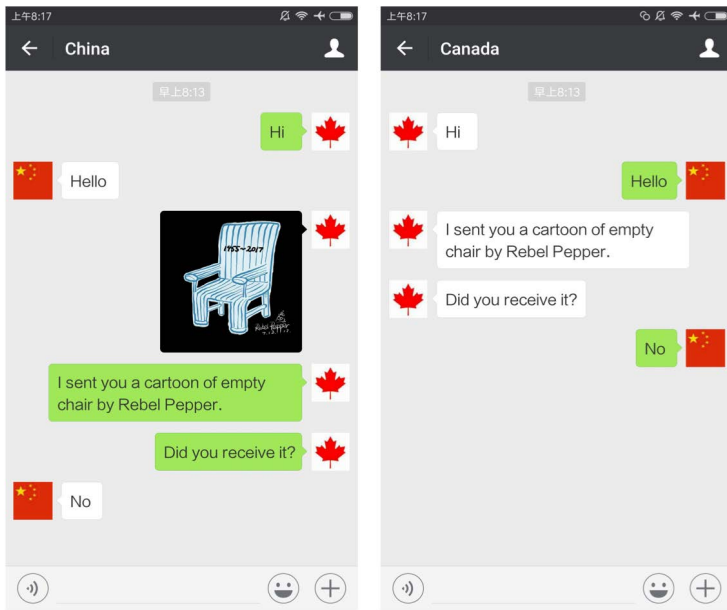 上午8:17
China
早上8:13
Hi
Hello
1955-2017
Rebel Pepper
I sent you a cartoon of empty
chair by Rebel Pepper.
Did you receive it?
No
上午8:17
Canada
早上8:13
Hi
Hello
I sent you a cartoon of empty
chair by Rebel Pepper.
Did you receive it?
No